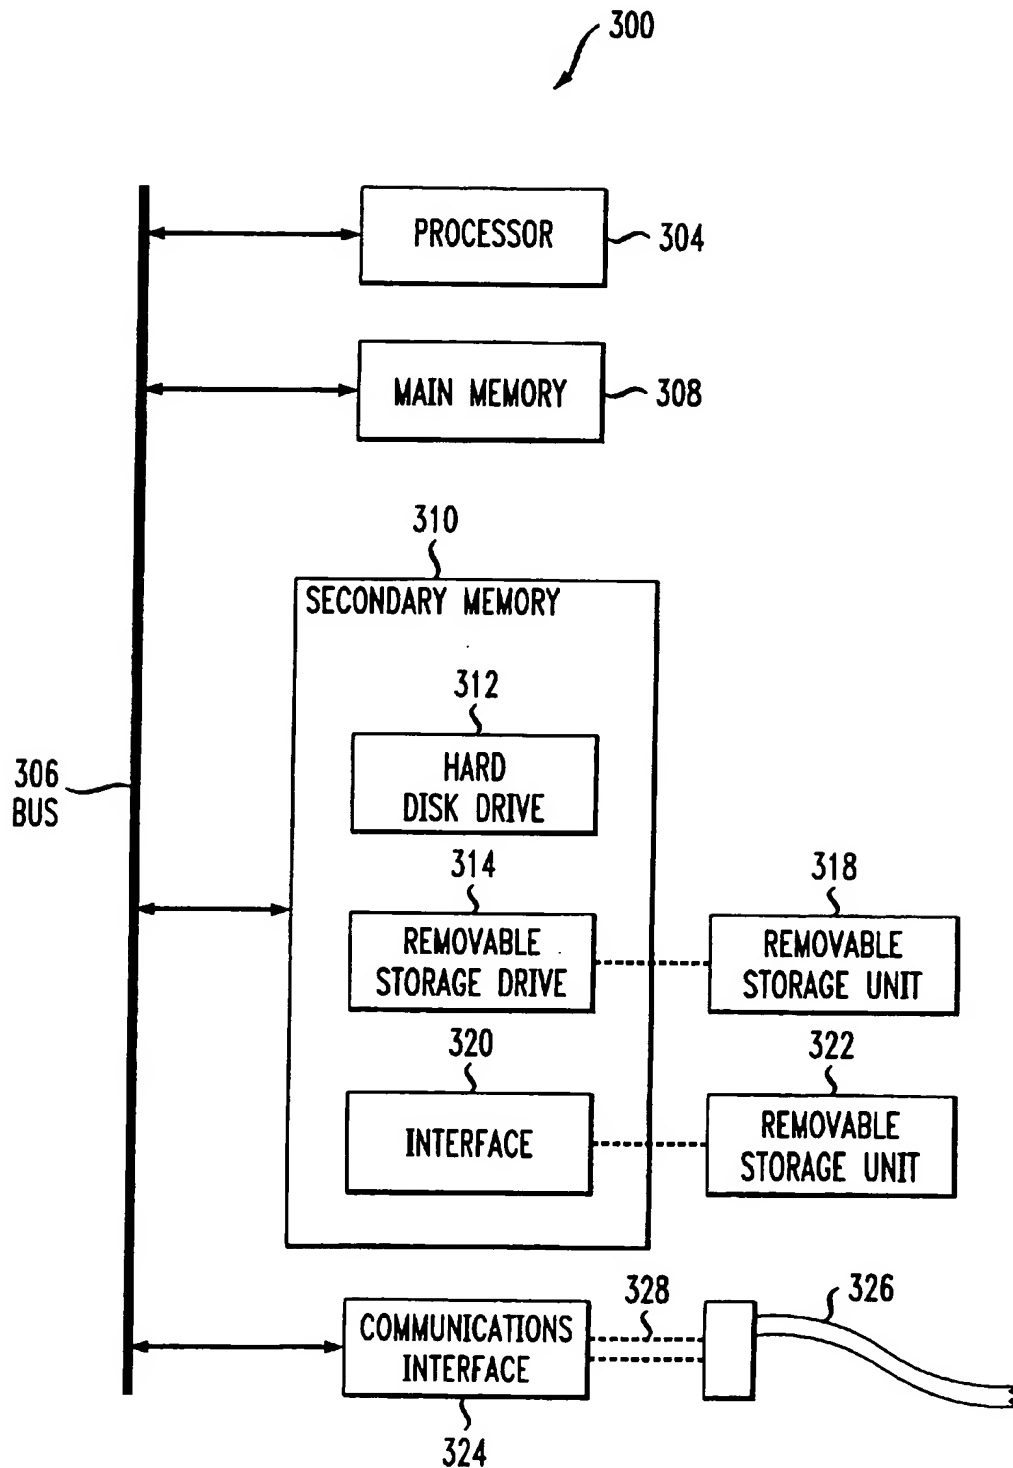 300
PROCESSOR
304
MAIN MEMORY
308
310
SECONDARY MEMORY
312
HARD
DISK DRIVE
306
BUS
314
REMOVABLE
STORAGE DRIVE
318
REMOVABLE
STORAGE UNIT
320
INTERFACE
322
REMOVABLE
STORAGE UNIT
COMMUNICATIONS
INTERFACE
324
328
326